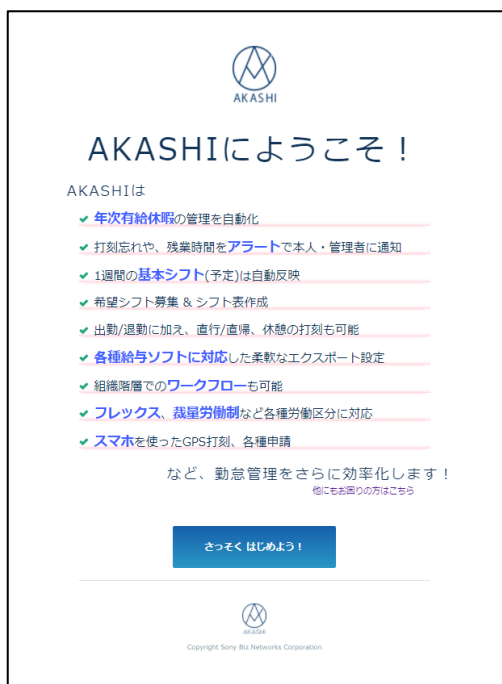 AKASHI
AKASHIにようこそ！
AKASHIは
年次有給休暇の管理を自動化
打刻忘れや、残業時間をアラートで本人・管理者に通知
1週間の基本シフト(予定)は自動反映
希望シフト募集 & シフト表作成
出勤/退勤に加え、直行/直帰、休憩の打刻も可能
各種給与ソフトに対応した柔軟なエクスポート設定
組織階層でのワークフローも可能
フレックス、裁量労働制など各種労働区分に対応
スマホを使ったGPS打刻、各種申請
など、勤怠管理をさらに効率化します！
他にもお困りの方はこちら
さっそく はじめよう！
AKASHI
Copyright Sony Biz Networks Corporation